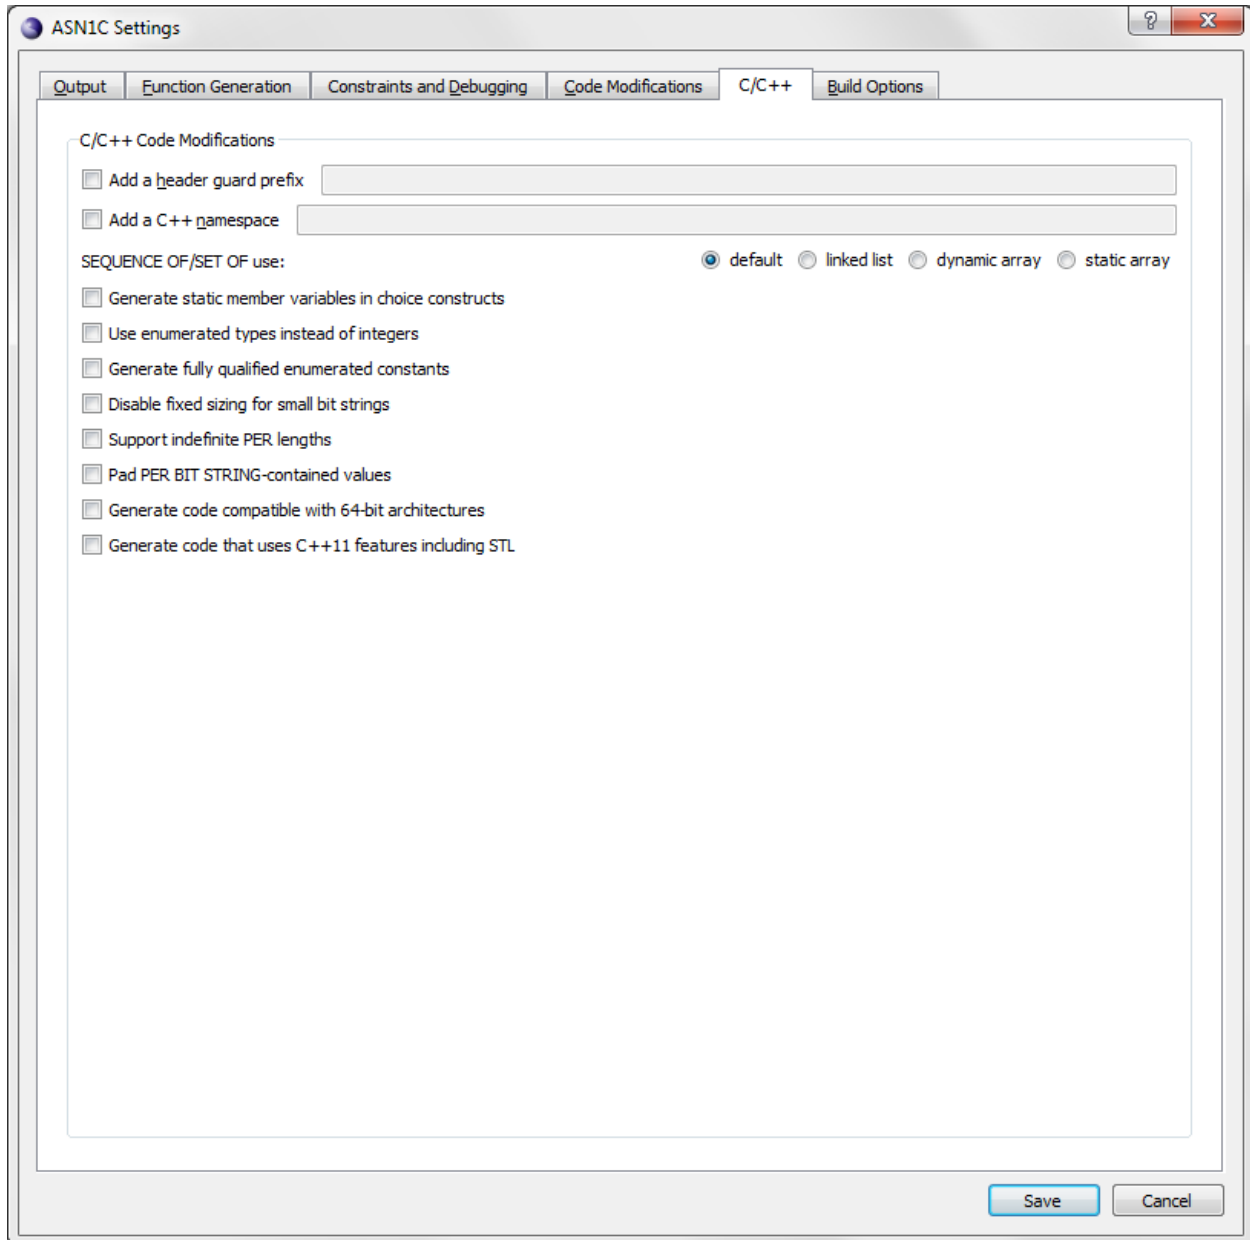 ASN1C Settings
Output Function Generation Constraints and Debugging Code Modifications C/C++ Build Options
C/C++ Code Modifications
Add a header guard prefix
Add a C++ namespace
SEQUENCE OF/SET OF use: default linked list dynamic array static array
Generate static member variables in choice constructs
Use enumerated types instead of integers
Generate fully qualified enumerated constants
Disable fixed sizing for small bit strings
Support indefinite PER lengths
Pad PER BIT STRING-contained values
Generate code compatible with 64-bit architectures
Generate code that uses C++11 features including STL
Save Cancel